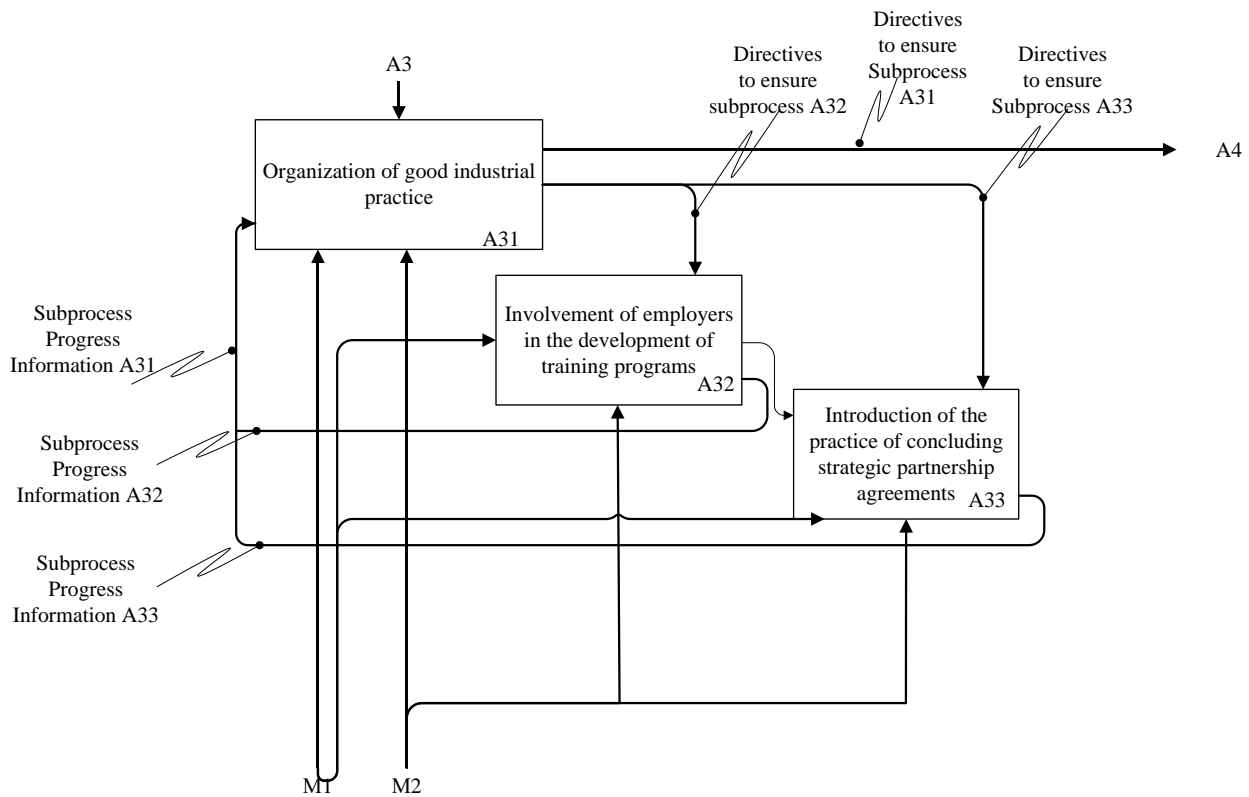 Directives
to ensure
subprocess A32
Directives
to ensure
Subprocess
A31
Directives
to ensure
Subprocess A33
A3
A4
Organization of good industrial
practice
A31
Subprocess
Progress
Information A31
Involvement of employers
in the development of
training programs
A32
Introduction of the
practice of concluding
strategic partnership
agreements
A33
Subprocess
Progress
Information A32
Subprocess
Progress
Information A33
M1
M2